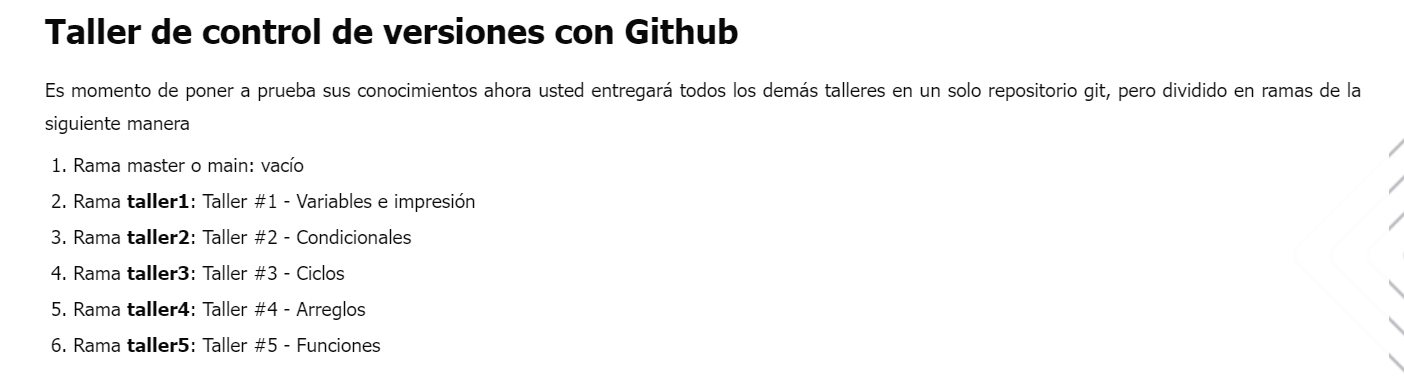 Taller de control de versiones con Github
Es momento de poner a prueba sus conocimientos ahora usted entregará todos los demás talleres en un solo repositorio git, pero dividido en ramas de la
siguiente manera
1. Rama master o main: vacío
2. Rama taller1: Taller #1 - Variables e impresión
3. Rama taller2: Taller #2 - Condicionales
4. Rama taller3: Taller #3 - Ciclos
5. Rama taller4: Taller #4 - Arreglos
6. Rama taller5: Taller #5 - Funciones